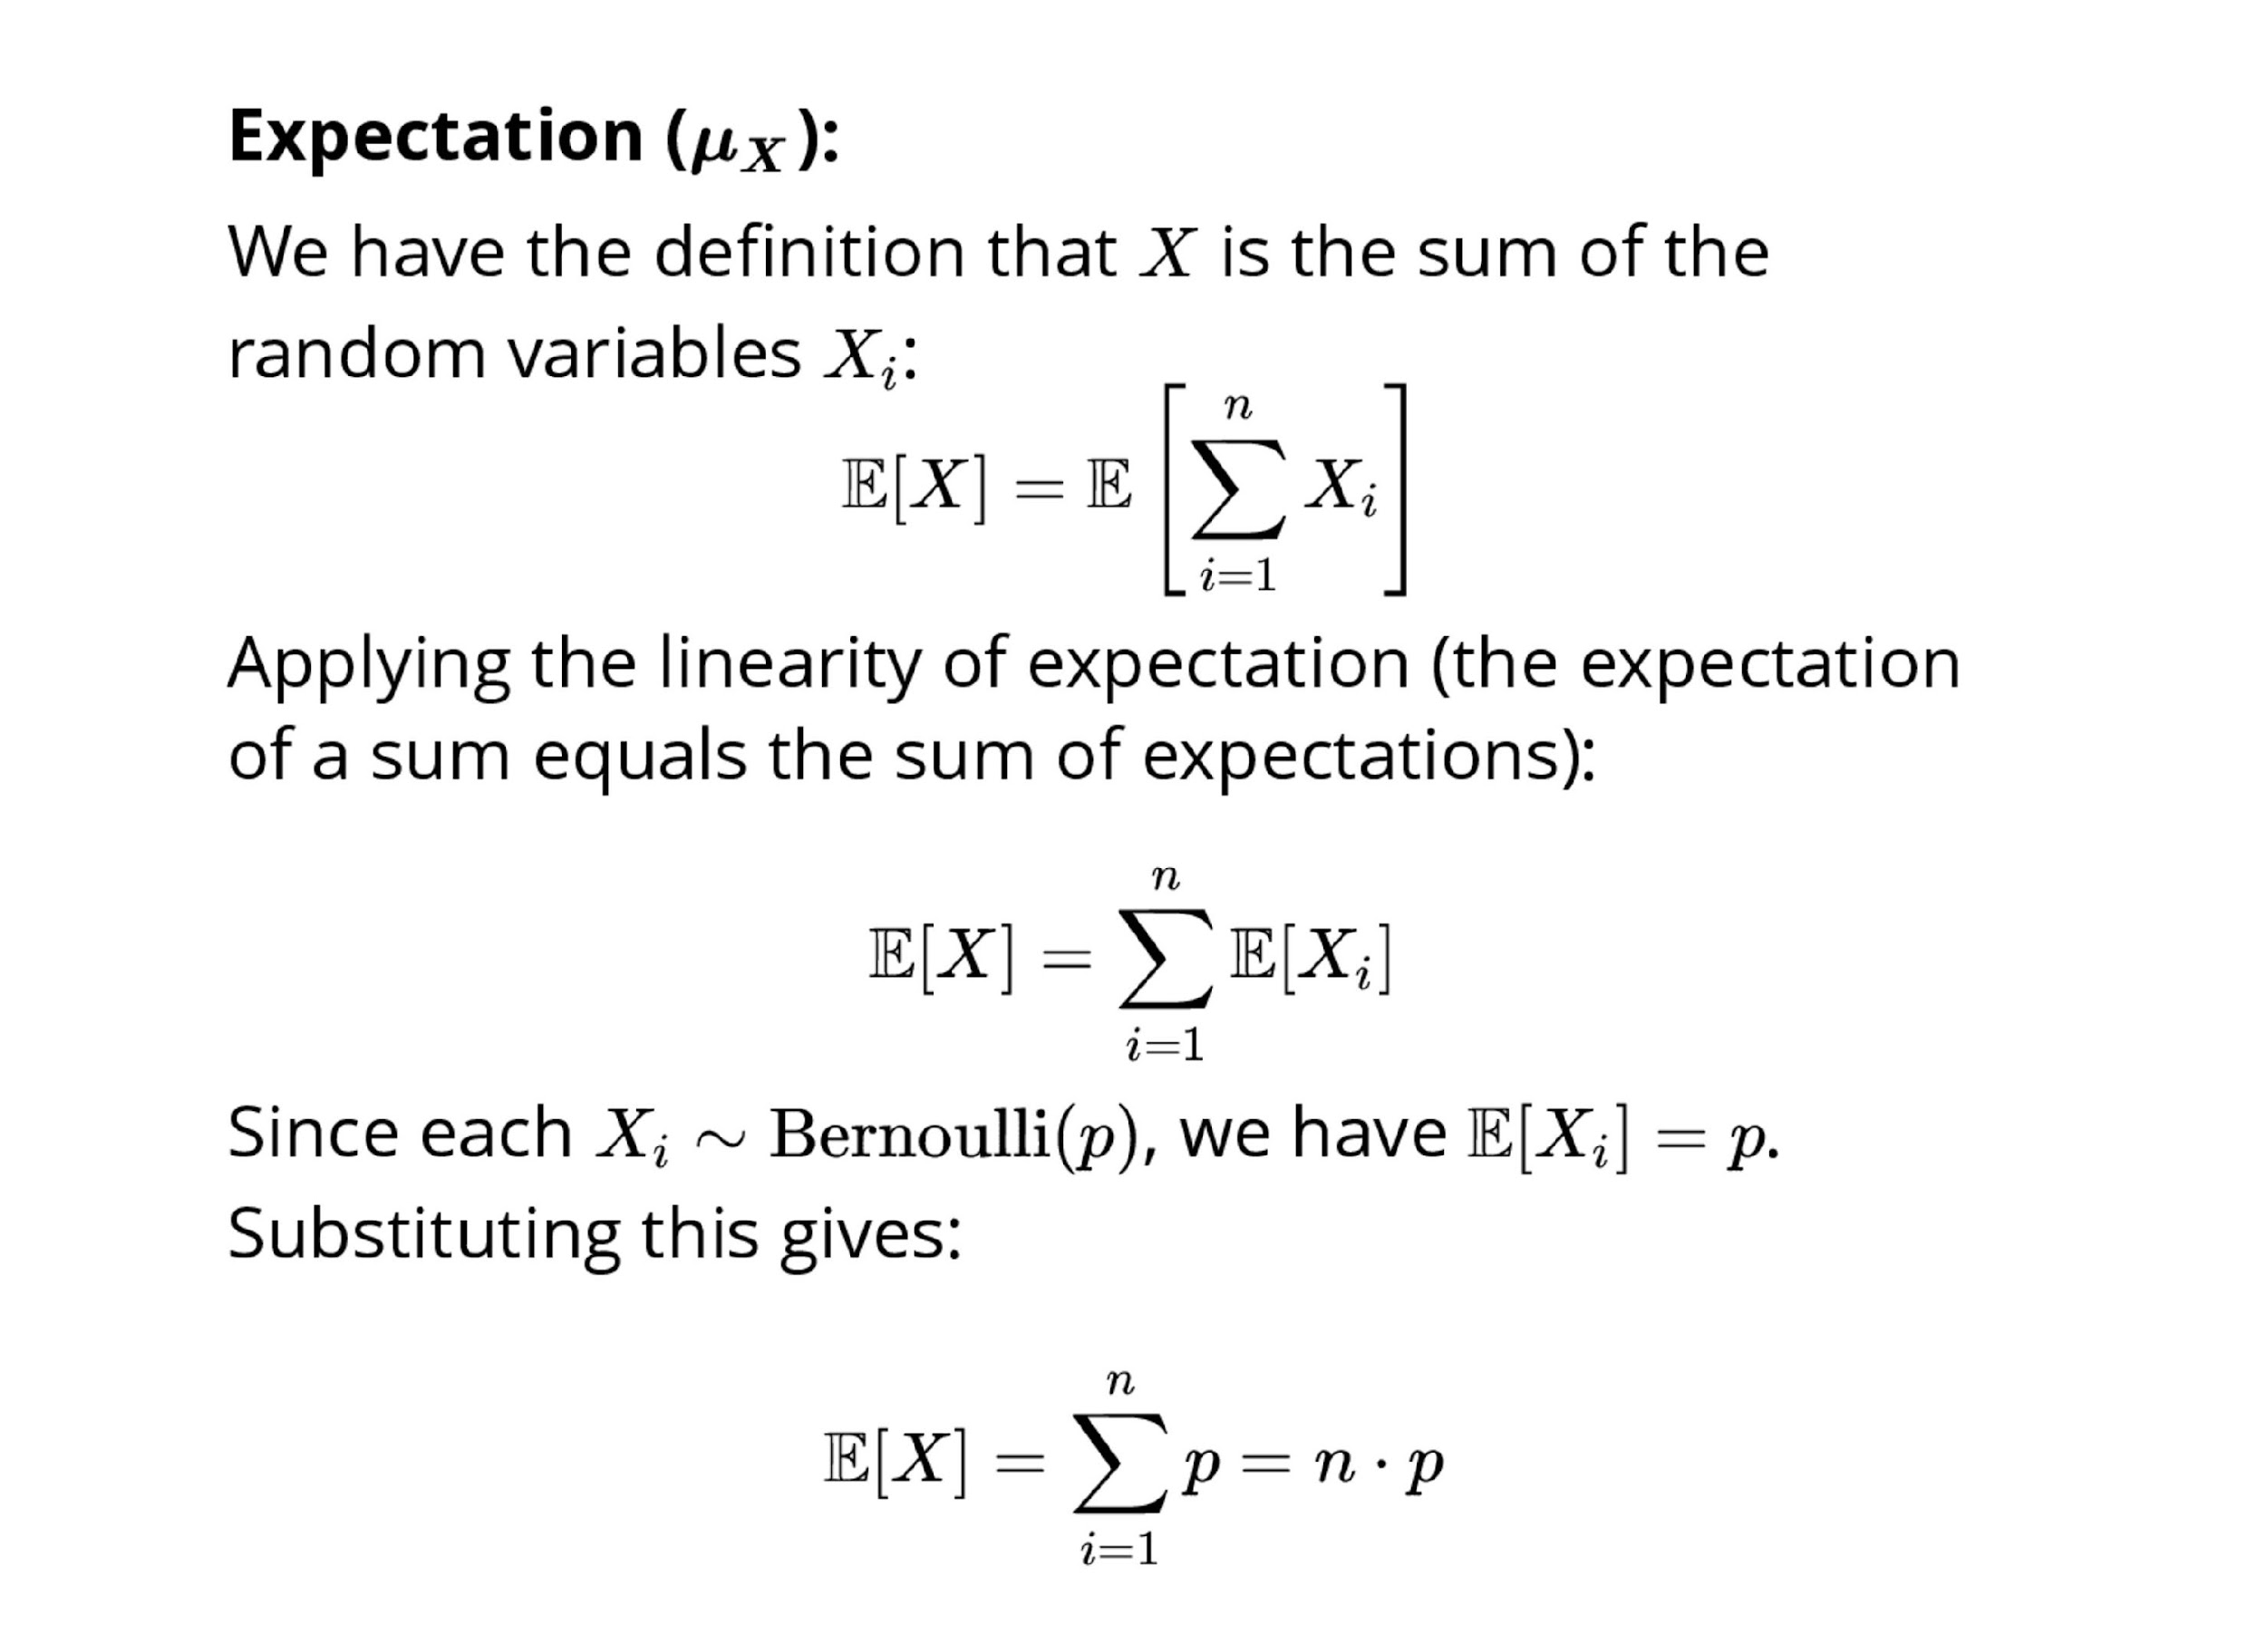 Expectation (μ_X):
We have the definition that X is the sum of the
random variables X_i:
𝔼[X] = 𝔼[∑_{i=1}^{n} X_i]
Applying the linearity of expectation (the expectation
of a sum equals the sum of expectations):
𝔼[X] = ∑_{i=1}^{n} 𝔼[X_i]
Since each X_i ∼ Bernoulli(p), we have 𝔼[X_i] = p.
Substituting this gives:
𝔼[X] = ∑_{i=1}^{n} p = n · p